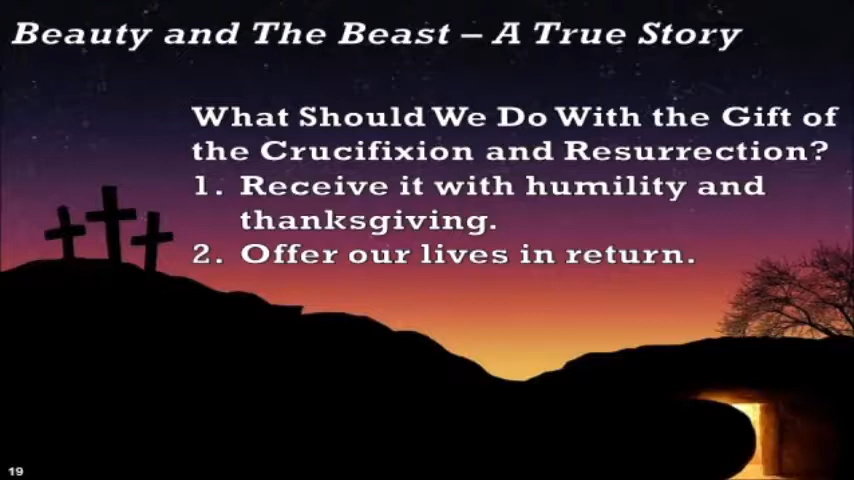 Beauty and The Beast – A True Story
What Should We Do With the Gift of
the Crucifixion and Resurrection?
1. Receive it with humility and
thanksgiving.
2. Offer our lives in return.
19